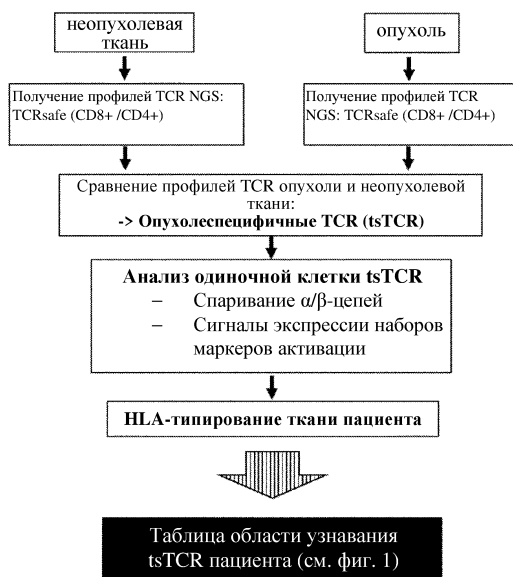 неопухолевая
ткань
опухоль
Получение профилей TCR NGS:
TCRsafe (CD8+ /CD4+)
Получение профилей TCR
NGS: TCRsafe (CD8+ /CD4+)
Сравнение профилей TCR опухоли и неопухолевой
ткани:
-> Опухолеспецифичные TCR (tsTCR)
Анализ одиночной клетки tsTCR
– Спаривание α/β-цепей
– Сигналы экспрессии наборов
маркеров активации
HLA-типирование ткани пациента
Таблица области узнавания
tsTCR пациента (см. фиг. 1)